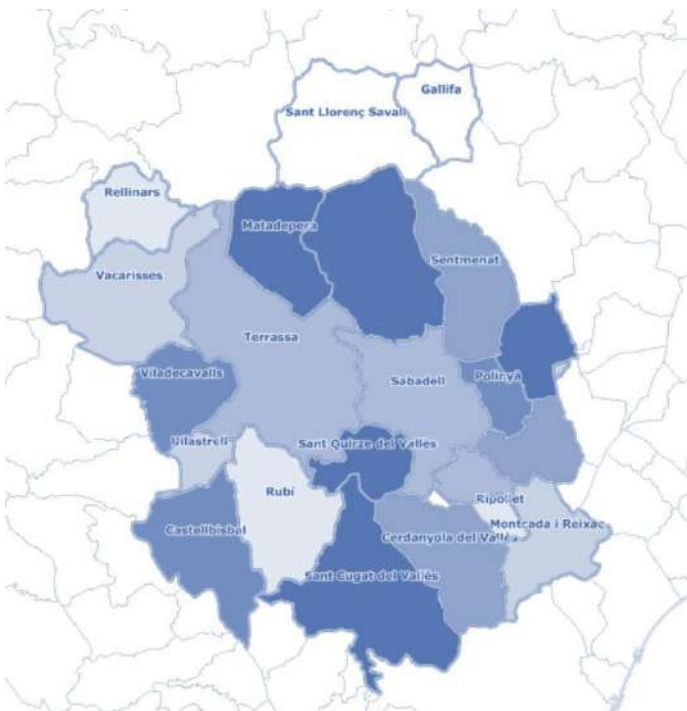 Gallifa
Sant Llorenç Savall
Rellinars
Matadepera
Sentmenat
Vacarisses
Terrassa
Viladecavalls
Polinyà
Sabadell
Ullastrell
Sant Quirze del Vallès
Rubí
Ripollet
Montcada i Reixac
Castellbisbal
Cerdanyola del Vallès
Sant Cugat del Vallès